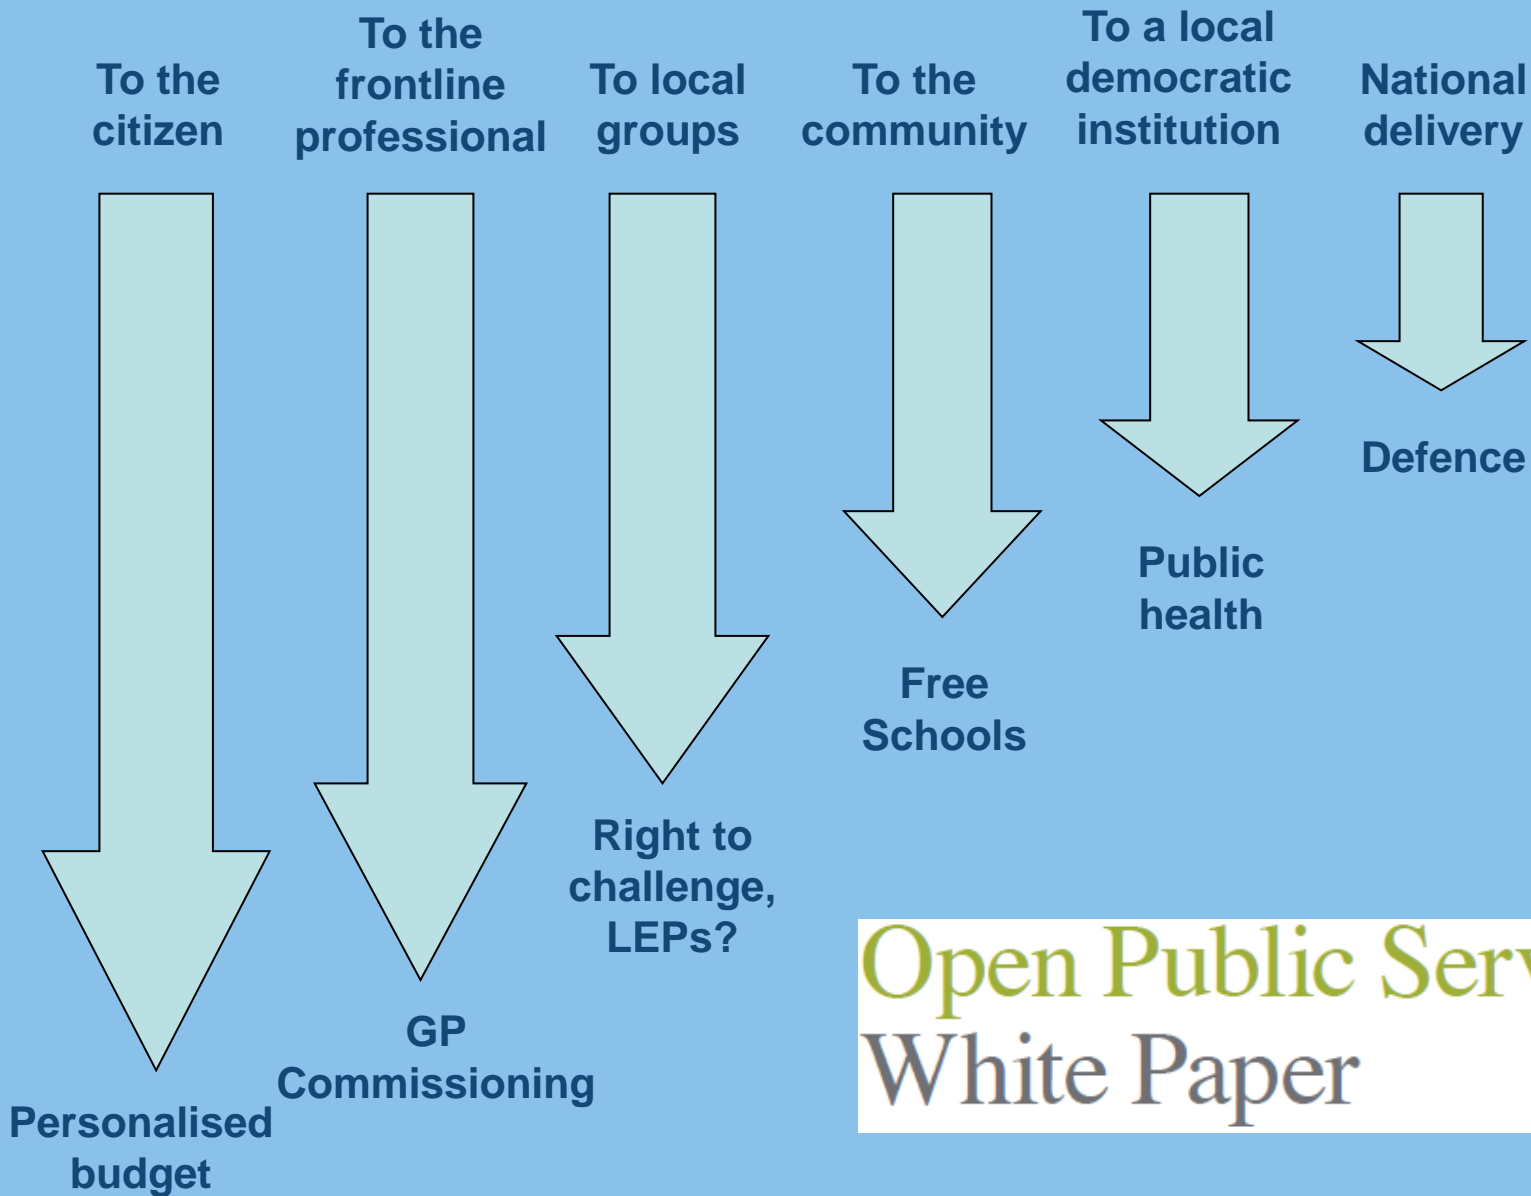 To the
citizen
To the
frontline
professional
To local
groups
To the
community
To a local
democratic
institution
National
delivery
Defence
Public
health
Free
Schools
Right to
challenge,
LEPs?
GP
Commissioning
Personalised
budget
Open Public
White Paper